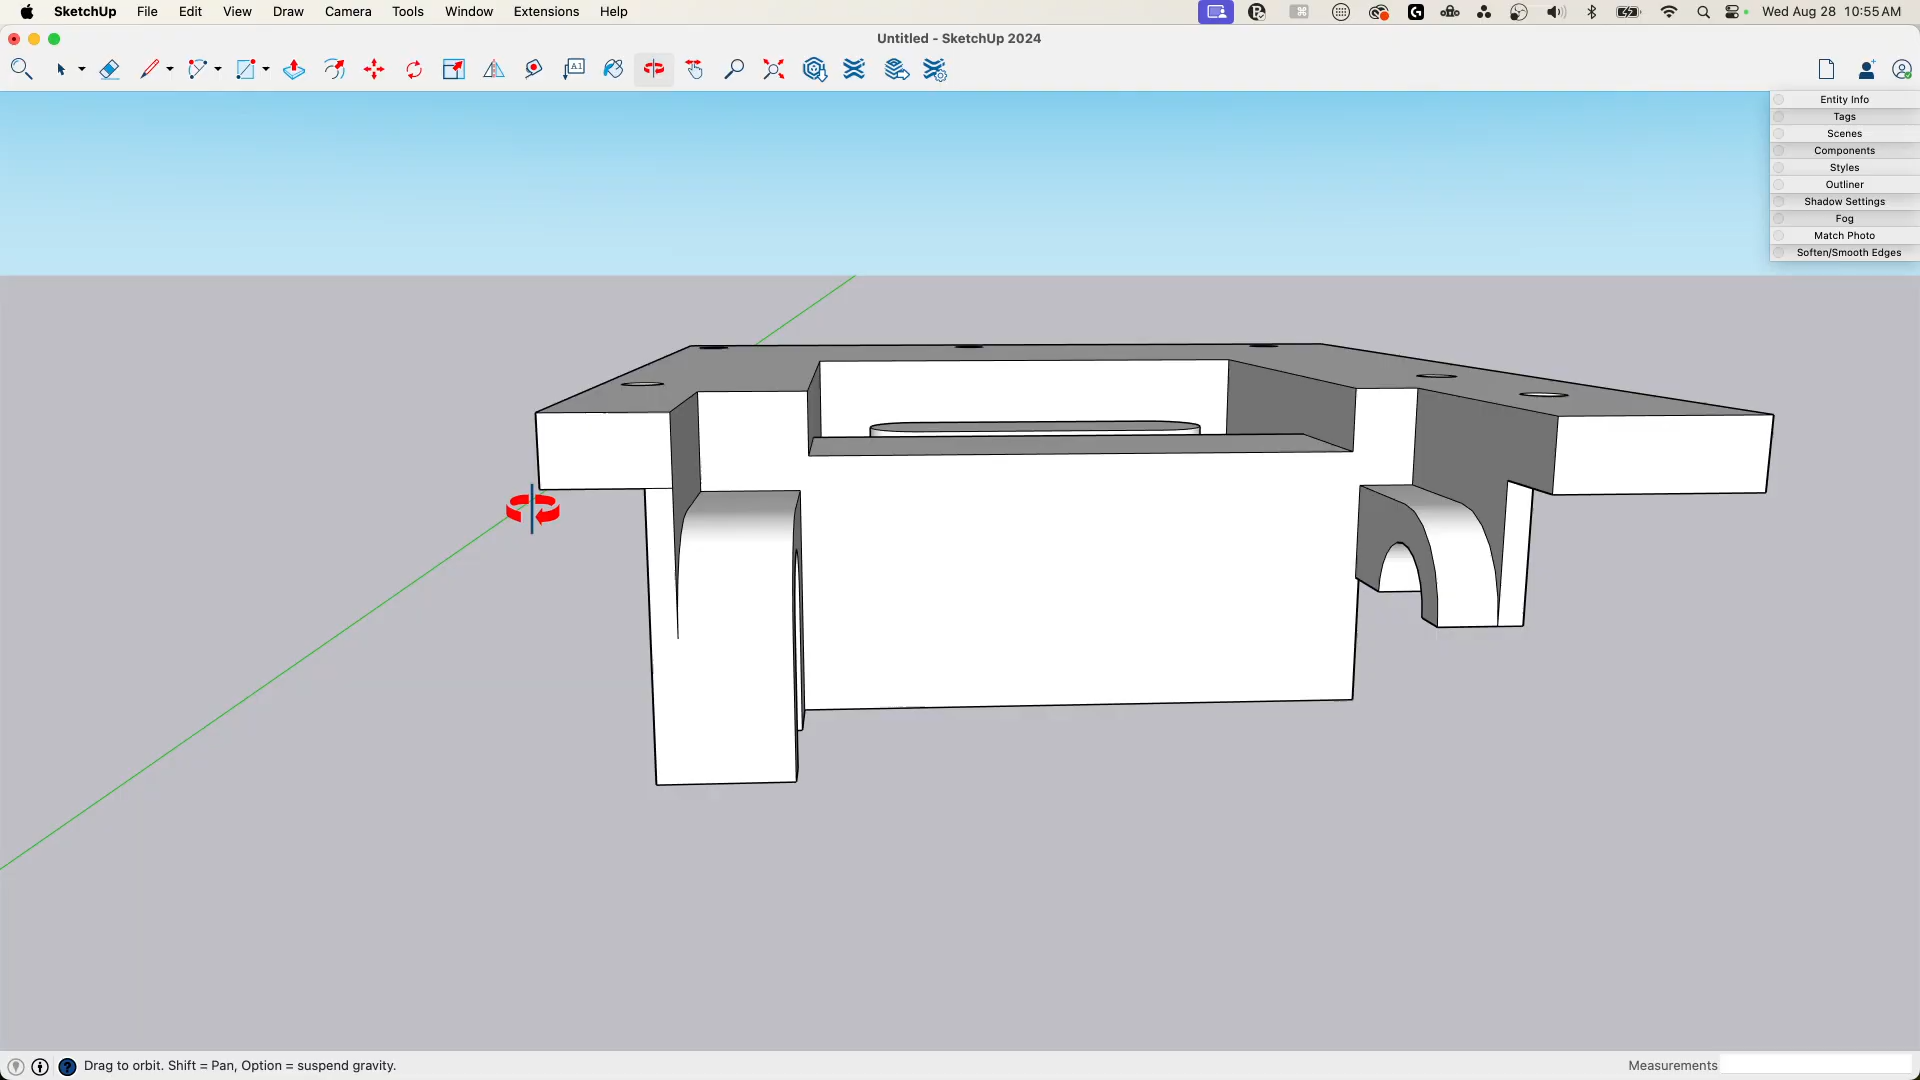 SketchUp File Edit View Draw Camera Tools Window Extensions Help Wed Aug 28 10:55 AM
Untitled - SketchUp 2024
A1
Entity Info
Tags
Scenes
Components
Styles
Outliner
Shadow Settings
Fog
Match Photo
Soften/Smooth Edges
Drag to orbit. Shift = Pan, Option = suspend gravity.
Measurements